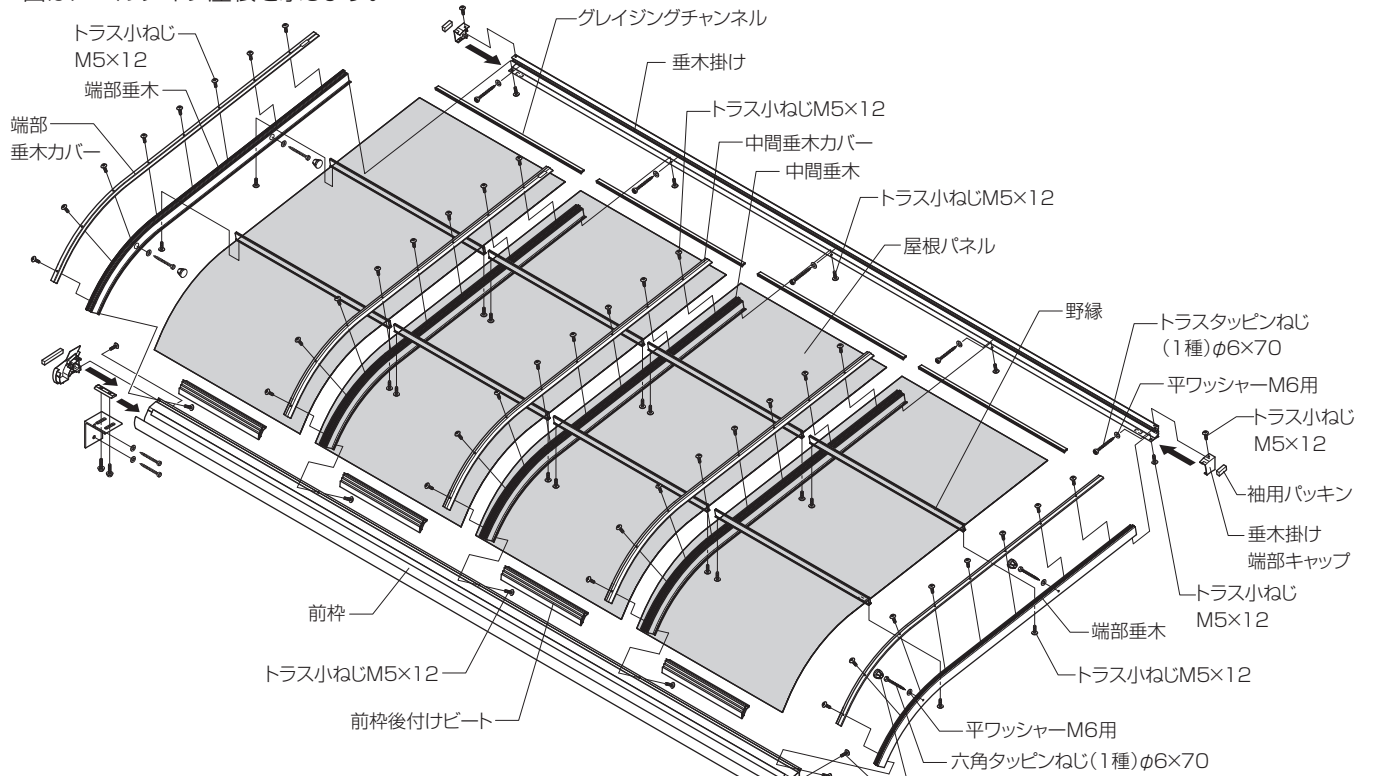 トラス小ねじ
M5×12
端部垂木
端部
垂木カバー
グレイジングチャンネル
垂木掛け
トラス小ねじM5×12
中間垂木カバー
中間垂木
トラス小ねじM5×12
屋根パネル
野縁
トラスタッピンねじ
(1種)φ6×70
平ワッシャーM6用
トラス小ねじ
M5×12
袖用パッキン
垂木掛け
端部キャップ
トラス小ねじ
M5×12
端部垂木
トラス小ねじM5×12
平ワッシャーM6用
六角タッピンねじ(1種)φ6×70
前枠
トラス小ねじM5×12
前枠後付けビート